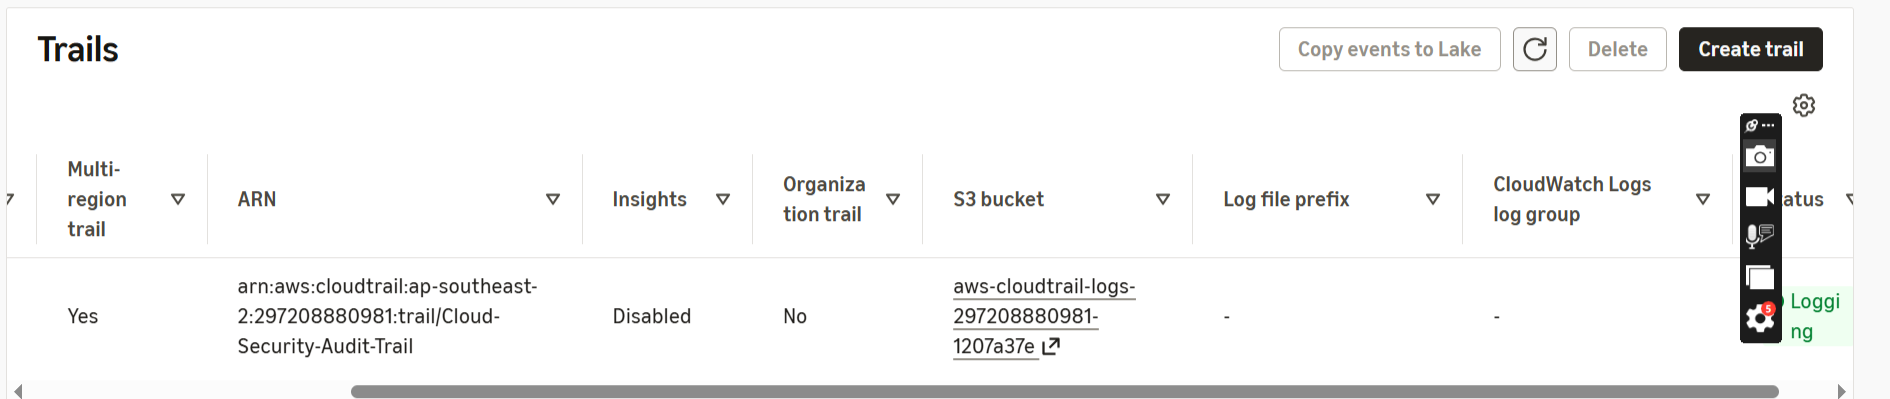 Trails
Copy events to Lake
Delete
Create trail
Multi-
region
trail
ARN
Insights
Organiza
tion trail
S3 bucket
Log file prefix
CloudWatch Logs
log group
Yes
arn:aws:cloudtrail:ap-southeast-
2:297208880981:trail/Cloud-
Security-Audit-Trail
Disabled
No
aws-cloudtrail-logs-
297208880981-
1207a37e
-
-
Loggi
ng
5